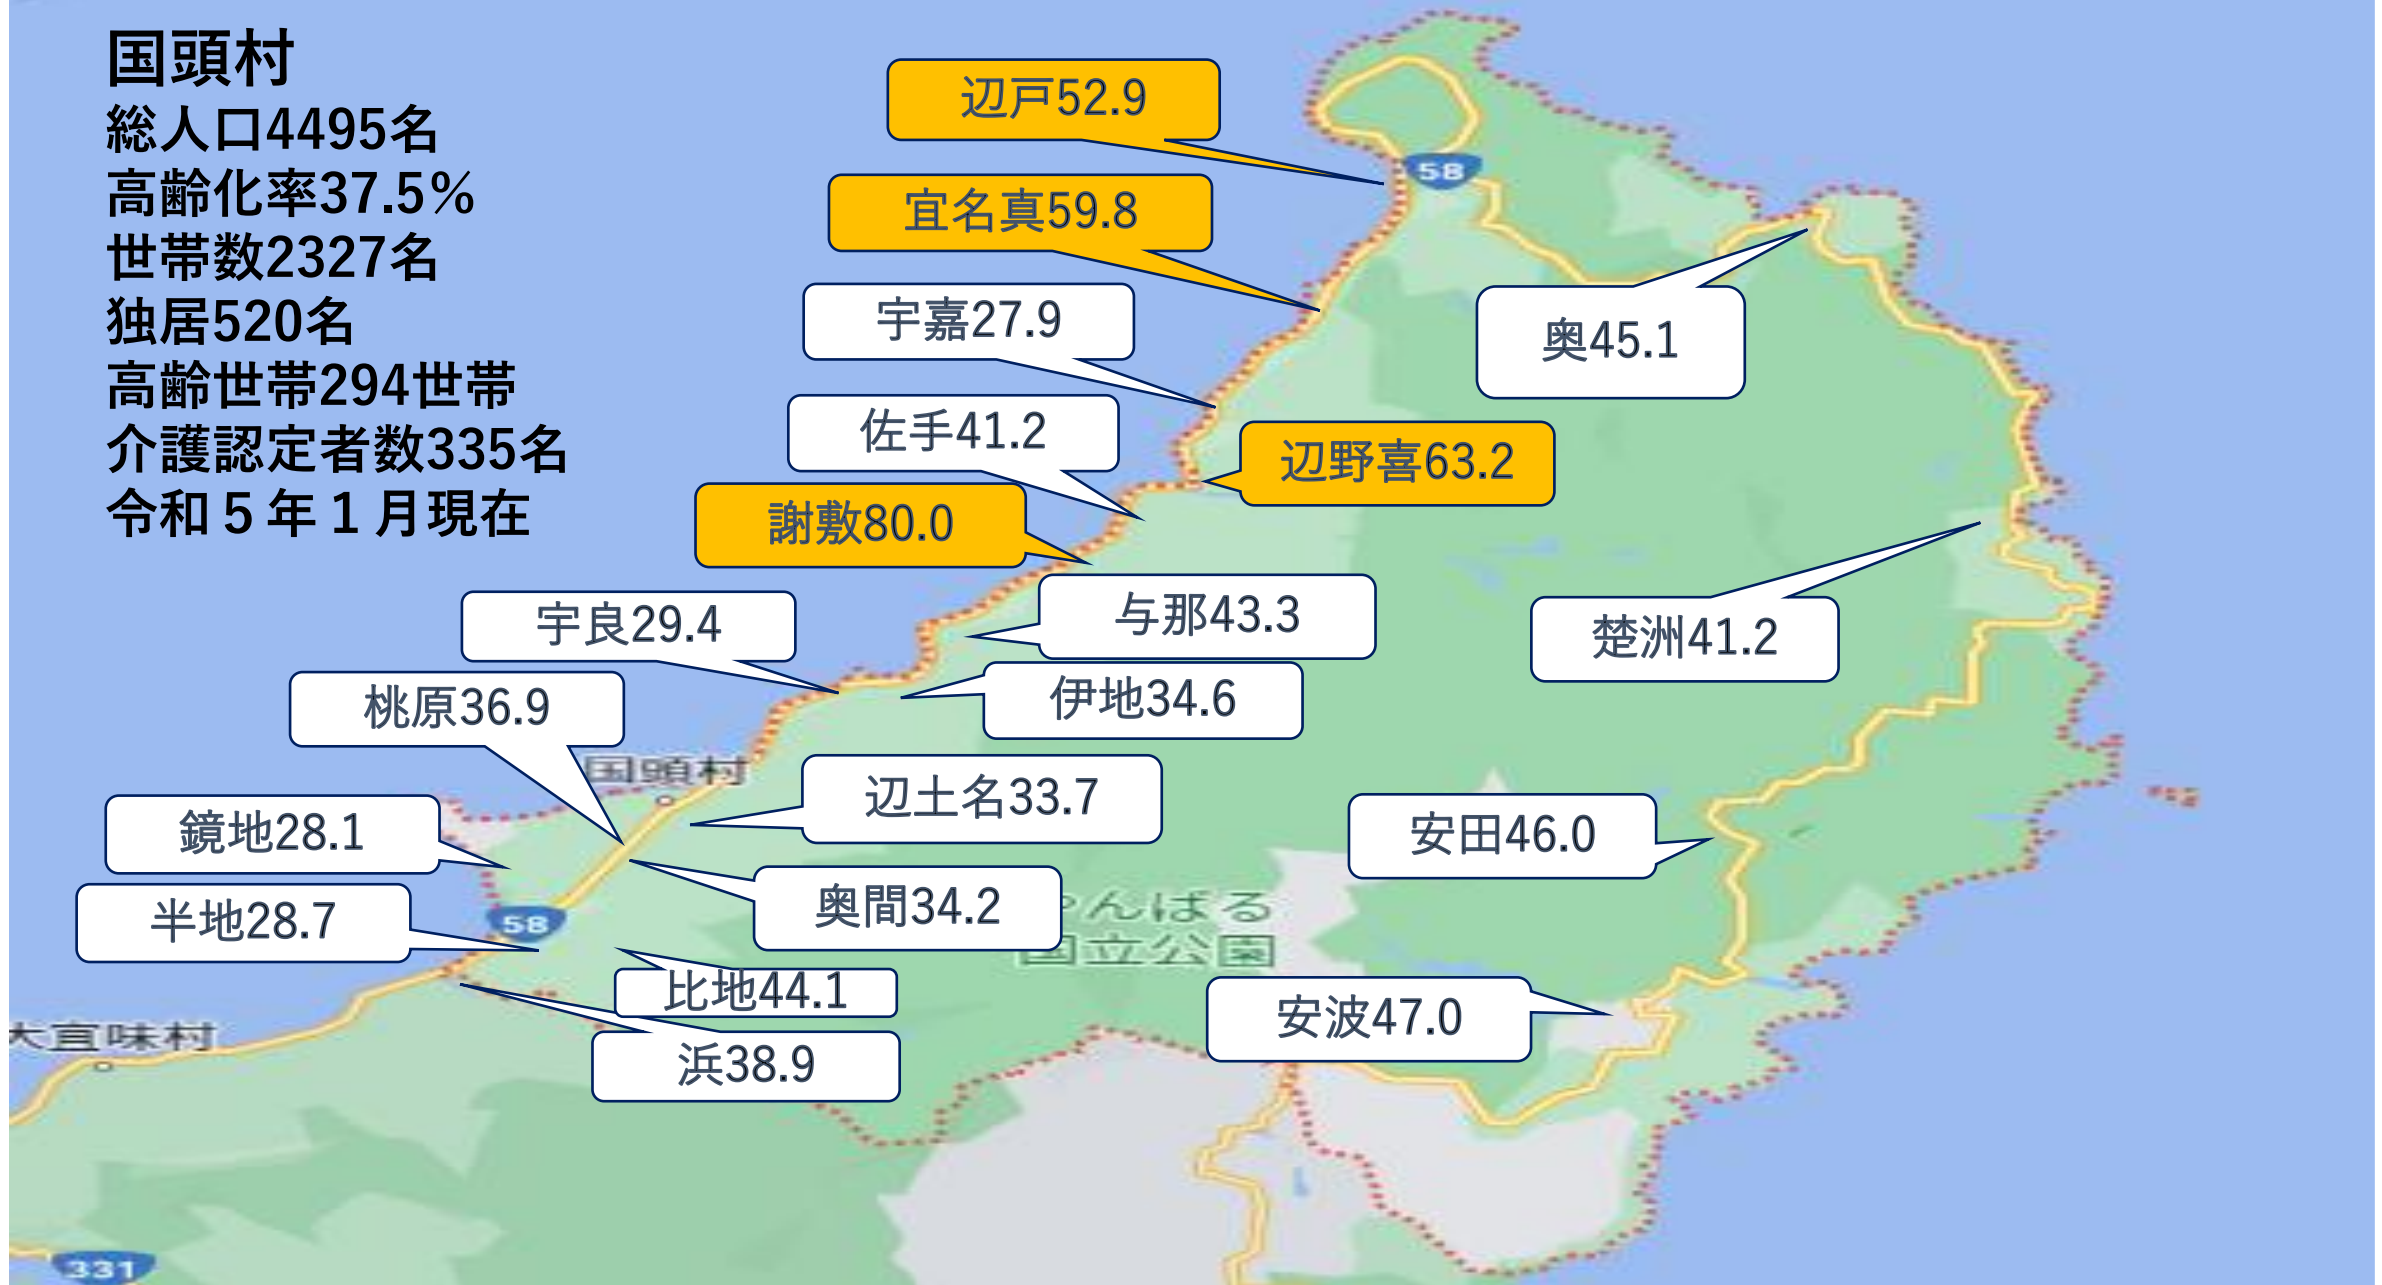 国頭村
総人口4495名
高齢化率37.5%
世帯数2327名
独居520名
高齢世帯294世帯
介護認定者数335名
令和５年１月現在
辺戸52.9
58
宜名真59.8
宇嘉27.9
奥45.1
佐手41.2
辺野喜63.2
謝敷80.0
与那43.3
宇良29.4
楚洲41.2
伊地34.6
桃原36.9
国頭村
辺土名33.7
鏡地28.1
安田46.0
奥間34.2
んばる
国立公園
半地28.7
58
比地44.1
安波47.0
大宜味村
浜38.9
331